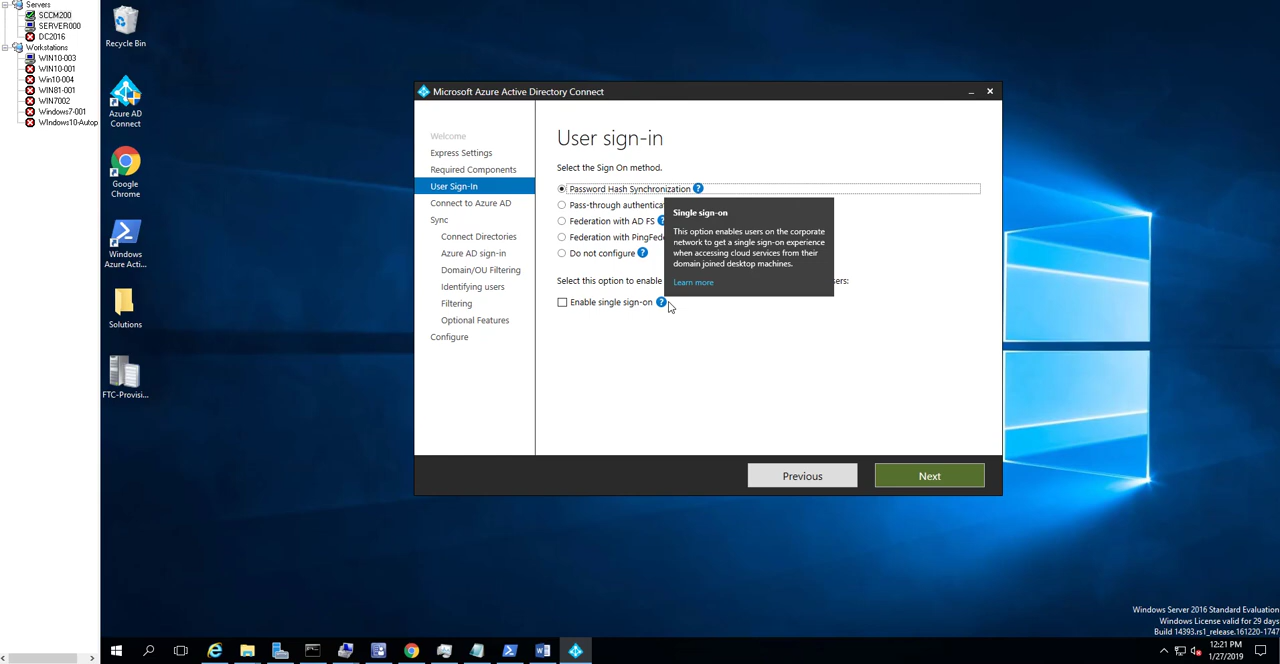 Servers
SCCM200
SERVER000
DC2016
Workstations
WIN10-003
WIN10-001
Win10-004
WIN81-001
WIN7002
Windows7-001
WIndows10-Autop
Recycle Bin
Azure AD
Connect
Google
Chrome
Windows
Azure Acti...
Solutions
FTC-Provisi...
Microsoft Azure Active Directory Connect
Welcome
Express Settings
Required Components
User Sign-In
Connect to Azure AD
Sync
Connect Directories
Azure AD sign-in
Domain/OU Filtering
Identifying users
Filtering
Optional Features
Configure
User sign-in
Select the Sign On method.
Password Hash Synchronization ?
Pass-through authentica
Federation with AD FS ?
Federation with PingFede
Do not configure ?
Select this option to enable
ers:
Enable single sign-on ?
Single sign-on
This option enables users on the corporate
network to get a single sign-on experience
when accessing cloud services from their
domain joined desktop machines.
Learn more
Previous
Next
Windows Server 2016 Standard Evaluation
Windows License valid for 29 days
Build 14393.rs1_release.161220-1747
12:21 PM
1/27/2019